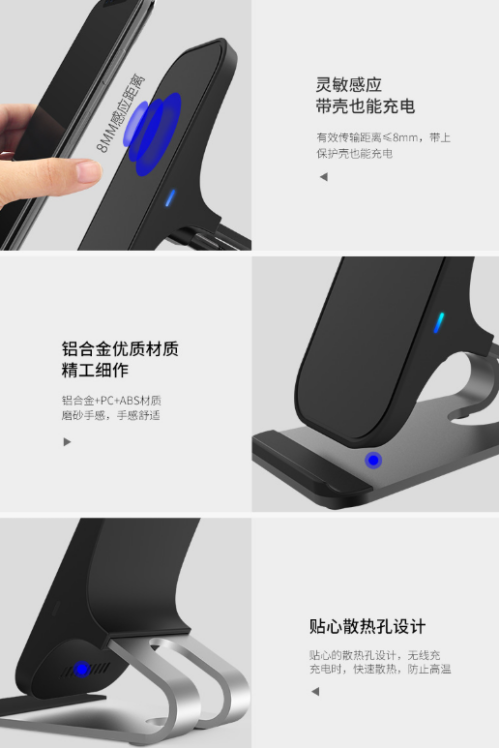 8MM感应距离
灵敏感应
带壳也能充电
有效传输距离≤8mm，带上
保护壳也能充电
铝合金优质材质
精工细作
铝合金+PC+ABS材质
磨砂手感，手感舒适
贴心散热孔设计
贴心的散热孔设计，无线充
充电时，快速散热，防止高温